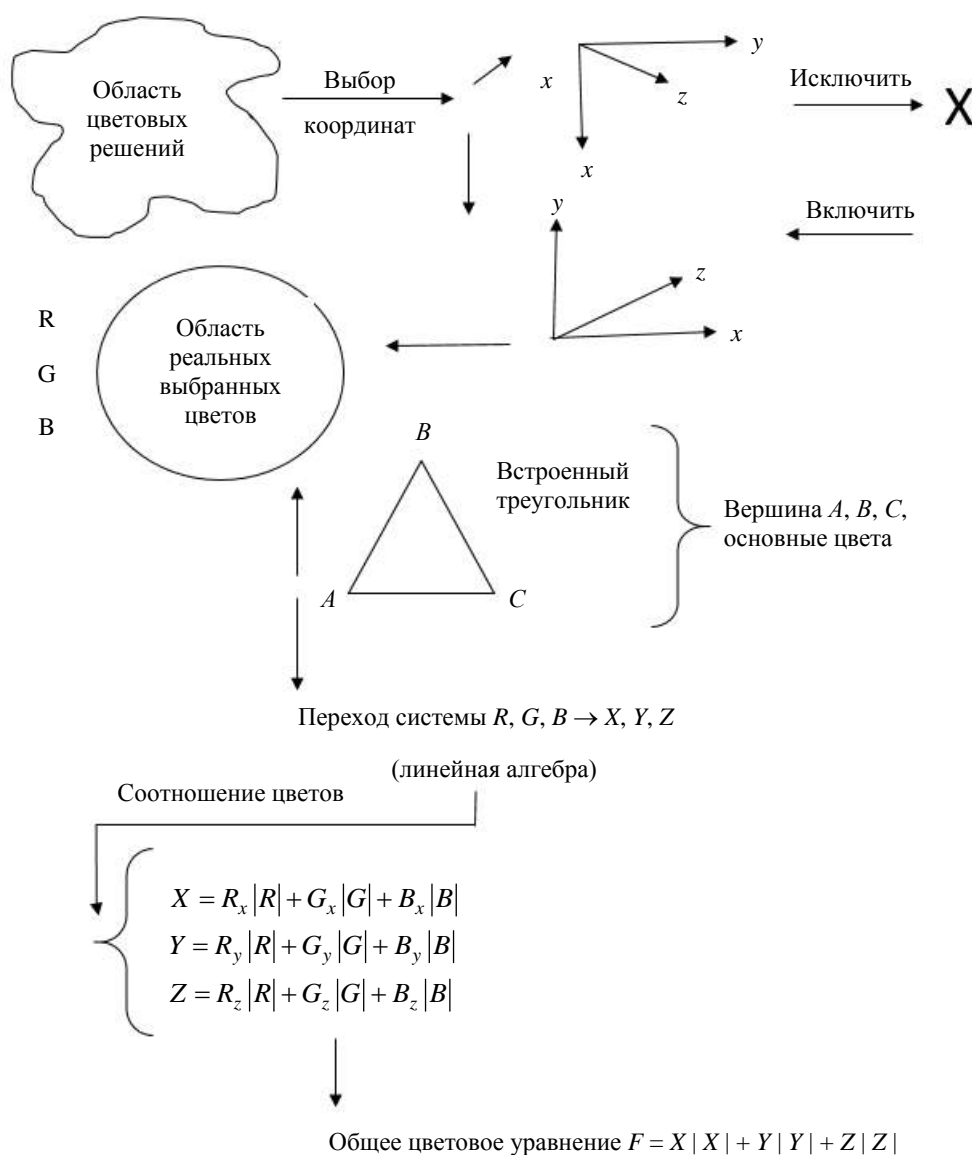 Область
цветовых
решений
Выбор
координат
x
y
z
x
Исключить
X
Включить
y
z
x
R
G
B
Область
реальных
выбранных
цветов
B
A
C
Встроенный
треугольник
Вершина A, B, C,
основные цвета
Переход системы R, G, B → X, Y, Z
(линейная алгебра)
Соотношение цветов
X = R_x |R| + G_x |G| + B_x |B|
Y = R_y |R| + G_y |G| + B_y |B|
Z = R_z |R| + G_z |G| + B_z |B|
Общее цветовое уравнение F = X | X | + Y | Y | + Z | Z |